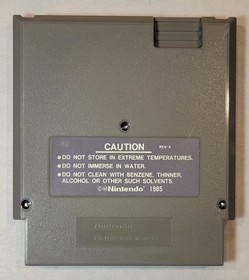 CAUTION
REV-A
●DO NOT STORE IN EXTREME TEMPERATURES.
●DO NOT IMMERSE IN WATER.
●DO NOT CLEAN WITH BENZENE, THINNER,
ALCOHOL OR OTHER SUCH SOLVENTS.
©Nintendo 1985
Nintendo